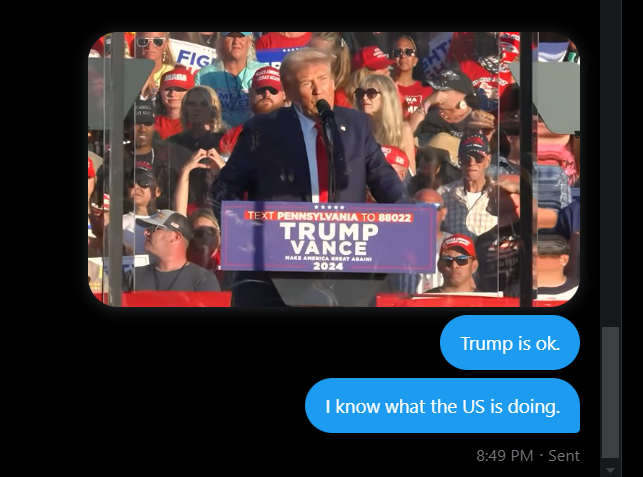 FIG
TEXT PENNSYLVANIA TO 88022
TRUMP
VANCE
MAKE AMERICA GREAT AGAIN!
2024
Trump is ok.
I know what the US is doing.
8:49 PM · Sent